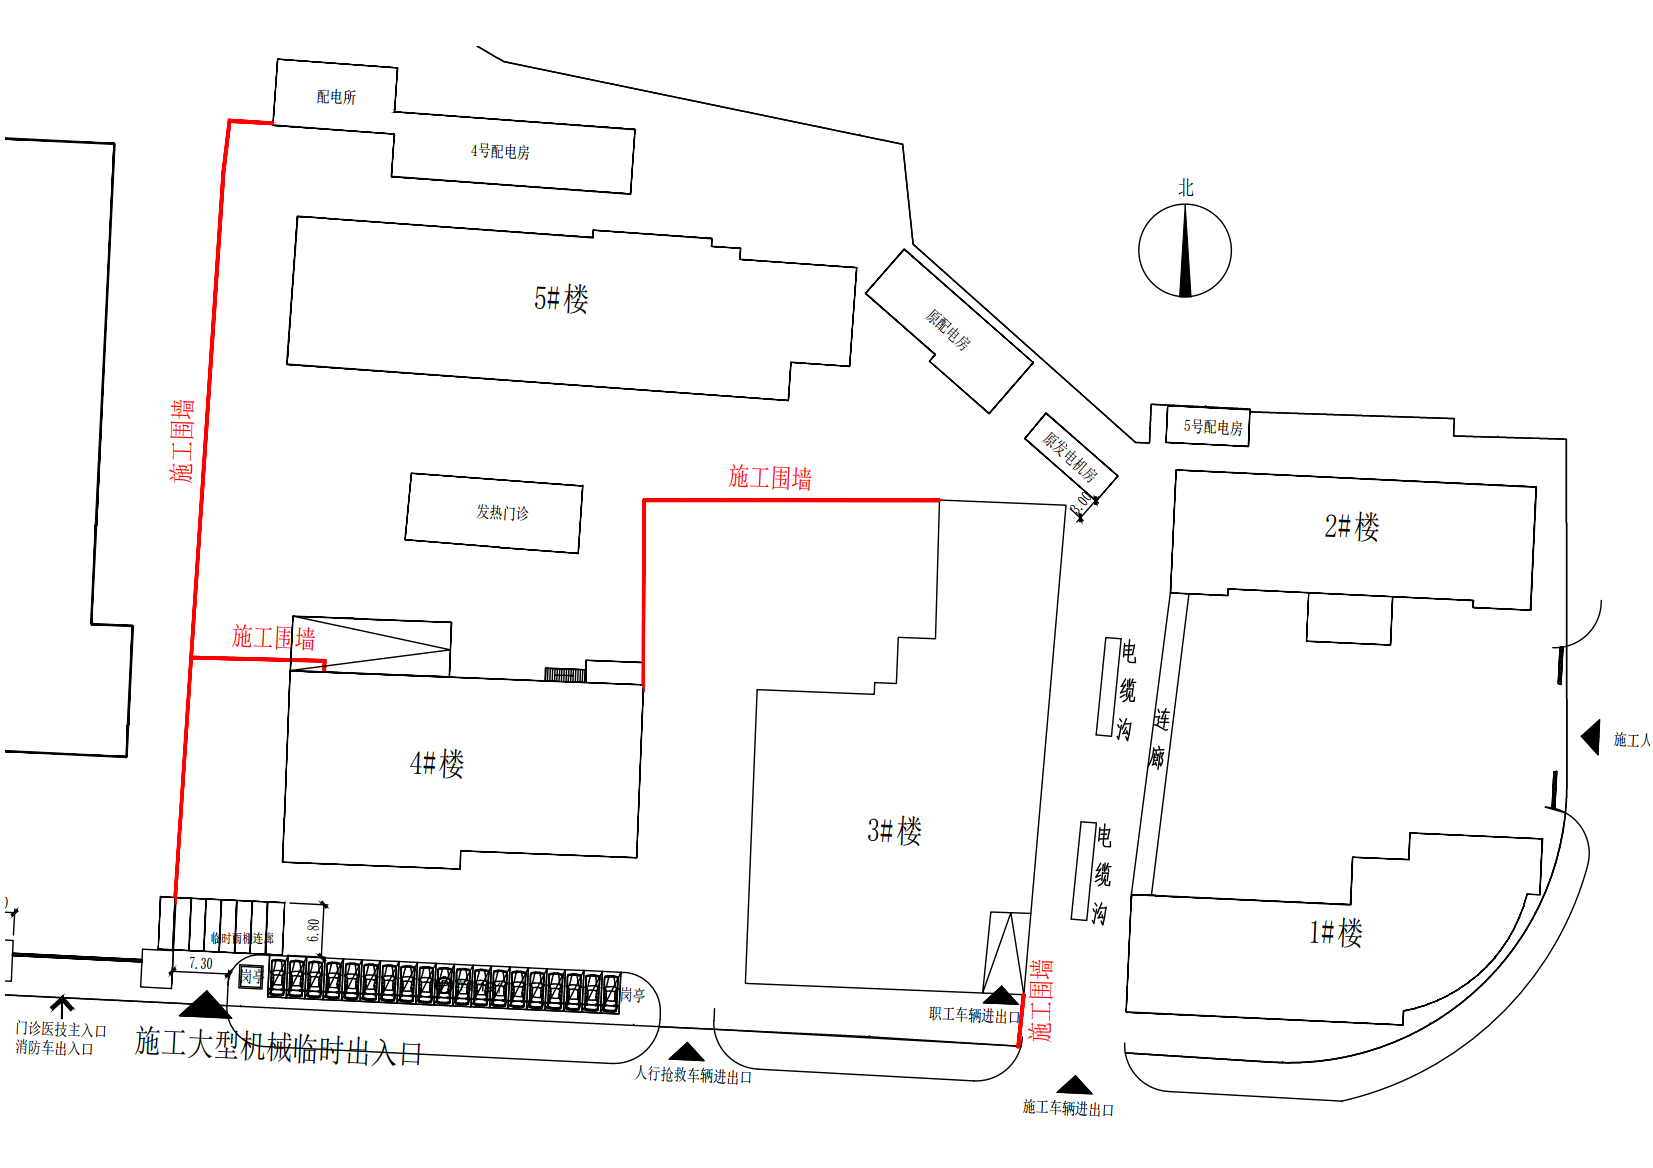 配电所
4号配电房
北
5#楼
原配电房
施工围墙
5号配电房
原发电机房
施工围墙
3.00
发热门诊
2#楼
施工围墙
电缆沟
连廊
施工人
4#楼
3#楼
电缆沟
1#楼
6.80
临时雨棚连廊
7.30
岗亭
岗亭
施工围墙
职工车辆进出口
门诊医技主入口
消防车出入口
施工大型机械临时出入口
人行抢救车辆进出口
施工车辆进出口